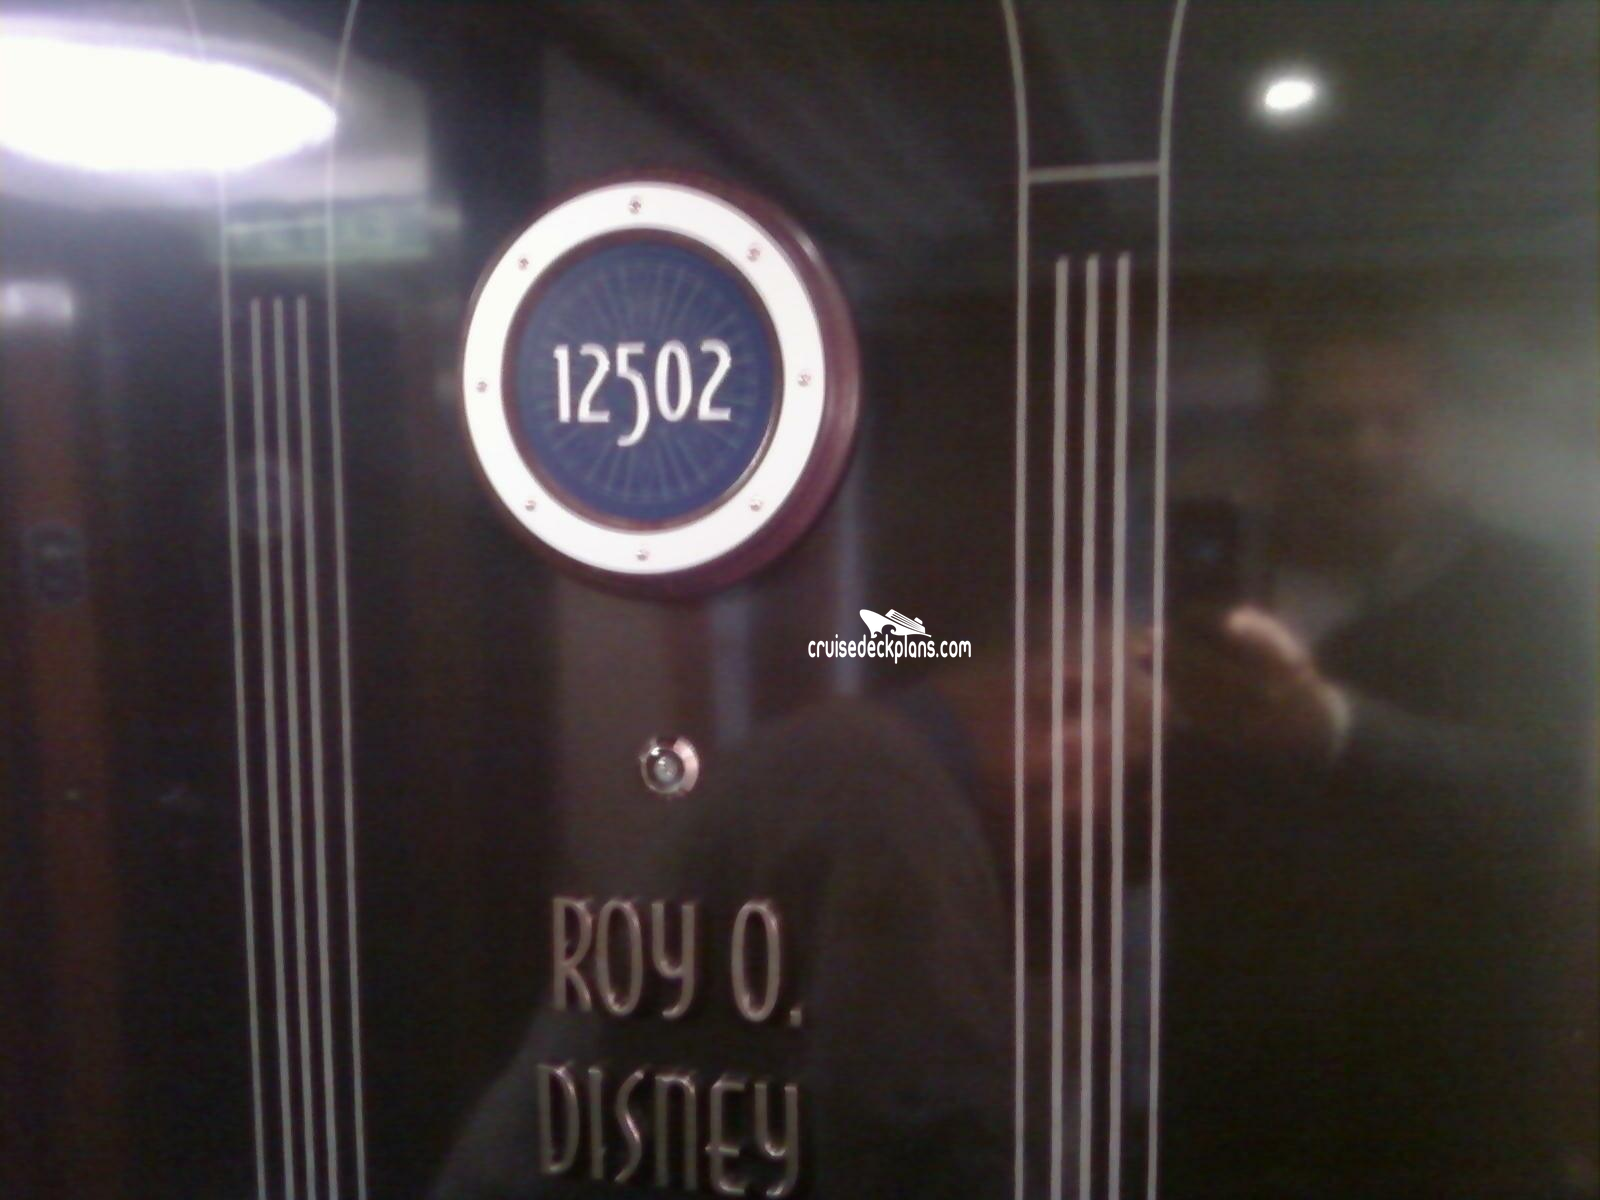 12502
cruisedeckplans.com
ROY O.
DISNEY